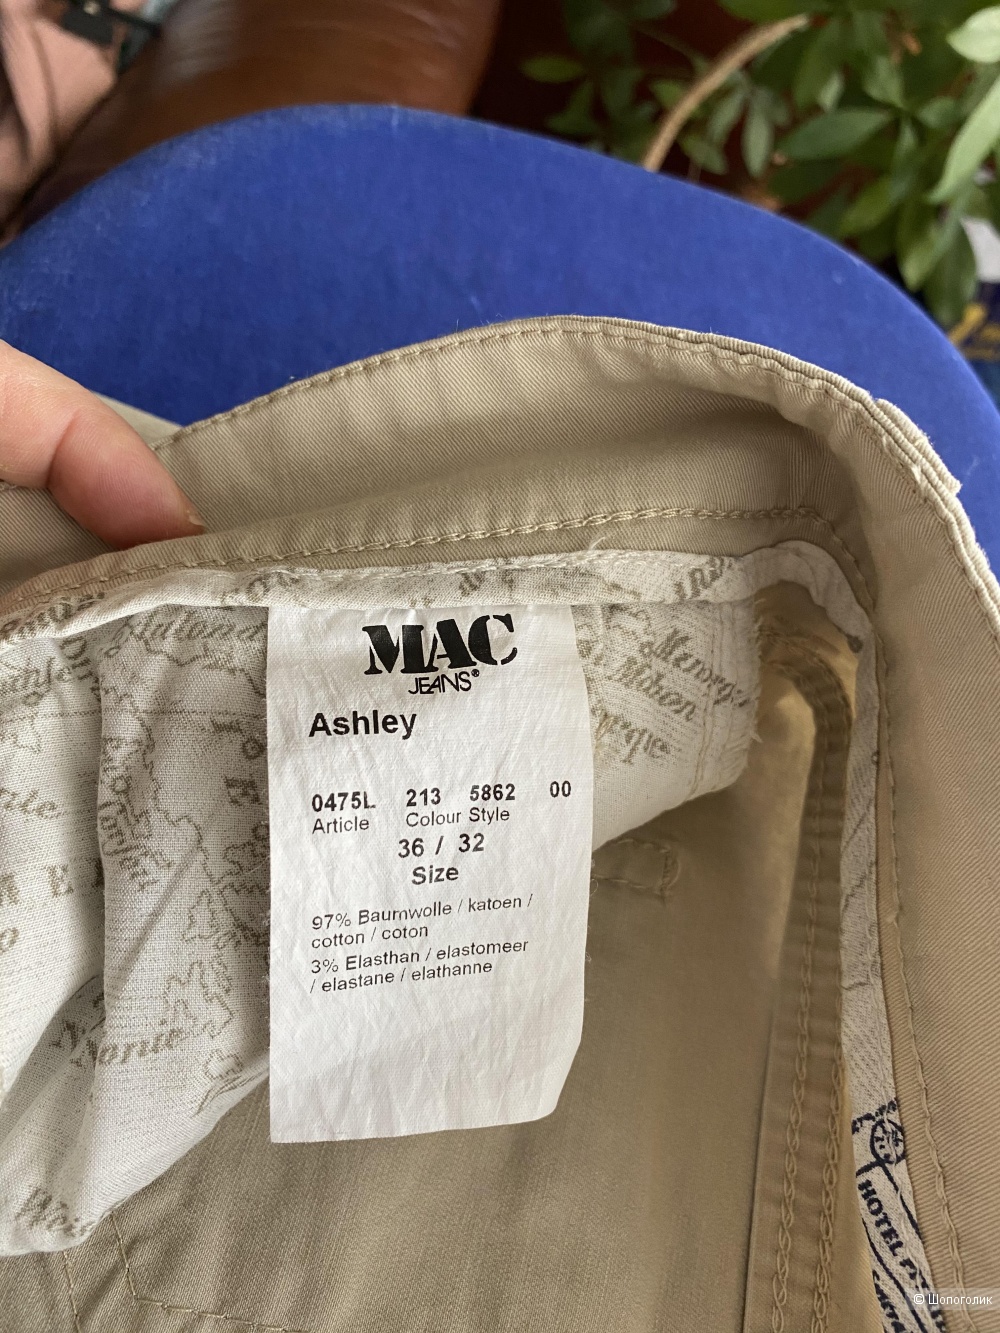 MAC
JEANS®
Ashley
0475L 213 5862 00
Article Colour Style
36 / 32
Size
97% Baumwolle / katoen /
cotton / coton
3% Elasthan / elastomeer
/ elastane / elathanne
HOTEL
© Шопоголик